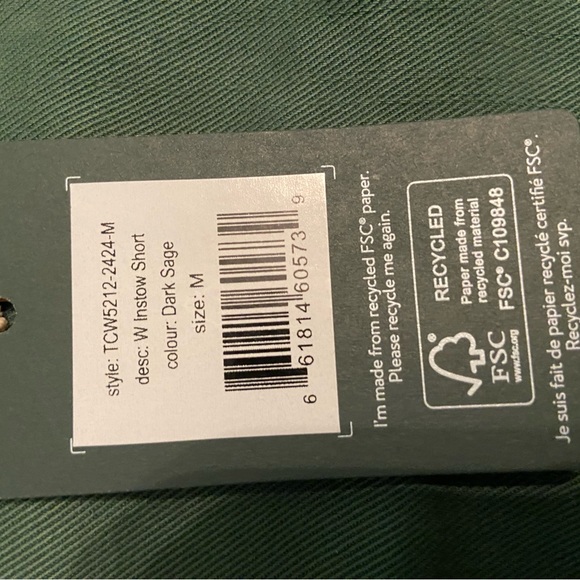 style: TCW5212-2424-M
desc: W Instow Short
colour: Dark Sage
size: M
6 61814 60573 9
I'm made from recycled FSC® paper.
Please recycle me again.
®
FSC
www.fsc.org
RECYCLED
Paper made from
recycled material
FSC® C109848
Je suis fait de papier recyclé certifié FSC®.
Recyclez-moi svp.